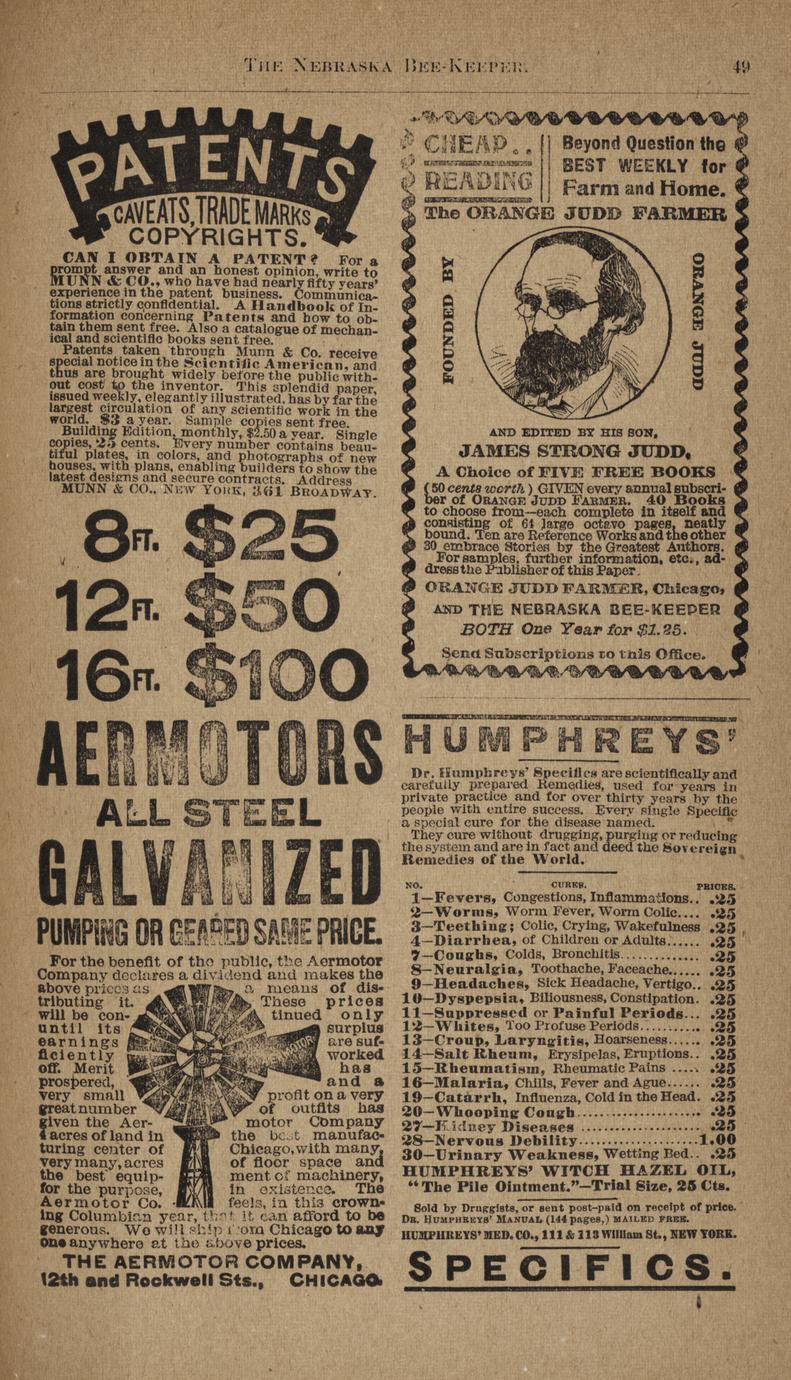 THE NEBRASKA BEE-KEEPER. 49
PATENTS
CAVEATS, TRADE MARKS
COPYRIGHTS.
CAN I OBTAIN A PATENT? For a
prompt answer and an honest opinion, write to
MUNN & CO., who have had nearly fifty years'
experience in the patent business. Communica-
tions strictly confidential. A Handbook of In-
formation concerning Patents and how to ob-
tain them sent free. Also a catalogue of mechan-
ical and scientific books sent free.
Patents taken through Munn & Co. receive
special notice in the Scientific American, and
thus are brought widely before the public with-
out cost to the inventor. This splendid paper,
issued weekly, elegantly illustrated, has by far the
largest circulation of any scientific work in the
world. $3 a year. Sample copies sent free.
Building Edition, monthly, $2.50 a year. Single
copies, 25 cents. Every number contains beau-
tiful plates, in colors, and photographs of new
houses, with plans, enabling builders to show the
latest designs and secure contracts. Address
MUNN & CO., NEW YORK, 361 BROADWAY.
8 FT. $25
12 FT. $50
16 FT. $100
AERMOTORS
ALL STEEL
GALVANIZED
PUMPING OR GEARED SAME PRICE.
For the benefit of the public, the Aermotor
Company declares a dividend and makes the
above prices as a means of dis-
tributing it. These prices
will be con- tinued only
until its surplus
earnings are suf-
ficiently worked
off. Merit has
prospered, and a
very small profit on a very
great number of outfits has
given the Aer- motor Company
4 acres of land in the best manufac-
turing center of Chicago, with many,
very many, acres of floor space and
the best equip- ment of machinery,
for the purpose, in existence. The
Aermotor Co. feels, in this crown-
ing Columbian year, that it can afford to be
generous. We will ship from Chicago to any
one anywhere at the above prices.
THE AERMOTOR COMPANY,
12th and Rockwell Sts., CHICAGO.
CHEAP..
READING
Beyond Question the
BEST WEEKLY for
Farm and Home.
The ORANGE JUDD FARMER
FOUNDED BY
ORANGE JUDD
AND EDITED BY HIS SON,
JAMES STRONG JUDD,
A Choice of FIVE FREE BOOKS
(50 cents worth) GIVEN every annual subscri-
ber of ORANGE JUDD FARMER. 40 Books
to choose from—each complete in itself and
consisting of 64 large octavo pages, neatly
bound. Ten are Reference Works and the other
30 embrace Stories by the Greatest Authors.
For samples, further information, etc., ad-
dress the Publisher of this Paper.
ORANGE JUDD FARMER, Chicago,
AND THE NEBRASKA BEE-KEEPER
BOTH One Year for $1.25.
Send Subscriptions to this Office.
HUMPHREYS'
Dr. Humphreys' Specifics are scientifically and
carefully prepared Remedies, used for years in
private practice and for over thirty years by the
people with entire success. Every single Specific
a special cure for the disease named.
They cure without drugging, purging or reducing
the system and are in fact and deed the Sovereign
Remedies of the World.
NO. CURES. PRICES.
1—Fevers, Congestions, Inflammations.. .25
2—Worms, Worm Fever, Worm Colic.... .25
3—Teething; Colic, Crying, Wakefulness .25
4—Diarrhea, of Children or Adults...... .25
7—Coughs, Colds, Bronchitis............. .25
8—Neuralgia, Toothache, Faceache...... .25
9—Headaches, Sick Headache, Vertigo.. .25
10—Dyspepsia, Biliousness, Constipation. .25
11—Suppressed or Painful Periods... .25
12—Whites, Too Profuse Periods.......... .25
13—Croup, Laryngitis, Hoarseness...... .25
14—Salt Rheum, Erysipelas, Eruptions.. .25
15—Rheumatism, Rheumatic Pains ..... .25
16—Malaria, Chills, Fever and Ague...... .25
19—Catarrh, Influenza, Cold in the Head. .25
20—Whooping Cough..................... .25
27—Kidney Diseases .................... .25
28—Nervous Debility.....................1.00
30—Urinary Weakness, Wetting Bed.. .25
HUMPHREYS' WITCH HAZEL OIL,
"The Pile Ointment."—Trial Size, 25 Cts.
Sold by Druggists, or sent post-paid on receipt of price.
DR. HUMPHREYS' MANUAL (144 pages,) MAILED FREE.
HUMPHREYS' MED. CO., 111 & 113 William St., NEW YORK.
SPECIFICS.